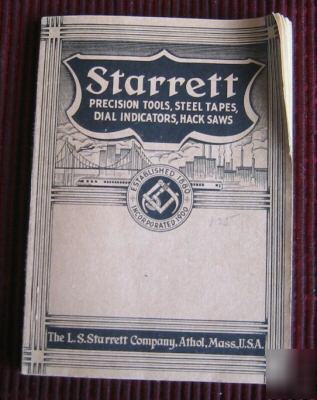 Starrett
PRECISION TOOLS, STEEL TAPES,
DIAL INDICATORS, HACK SAWS
ESTABLISHED 1880
INCORPORATED 1900
The L.S. Starrett Company, Athol, Mass. U.S.A.